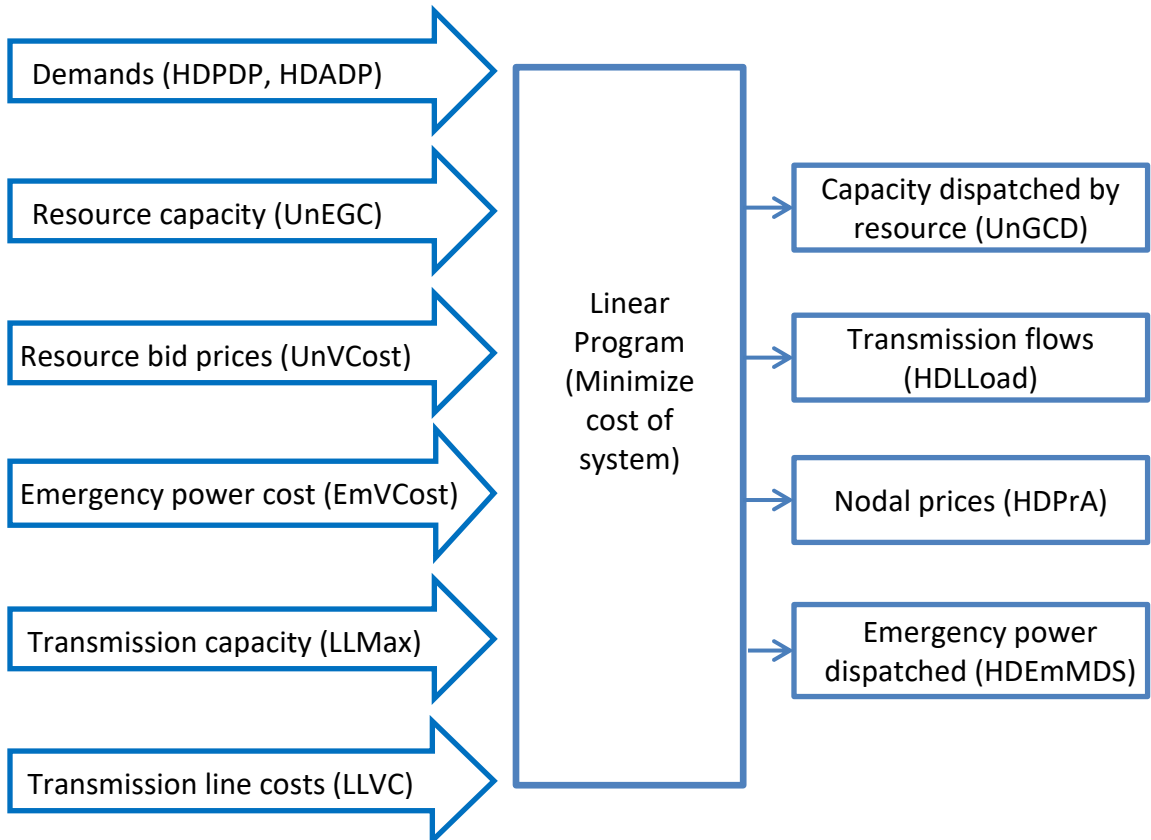 Demands (HDPDP, HDADP)
Resource capacity (UnEGC)
Resource bid prices (UnVCost)
Emergency power cost (EmVCost)
Transmission capacity (LLMax)
Transmission line costs (LLVC)
Linear
Program
(Minimize
cost of
system)
Capacity dispatched by
resource (UnGCD)
Transmission flows
(HDLLoad)
Nodal prices (HDPrA)
Emergency power
dispatched (HDEmMDS)